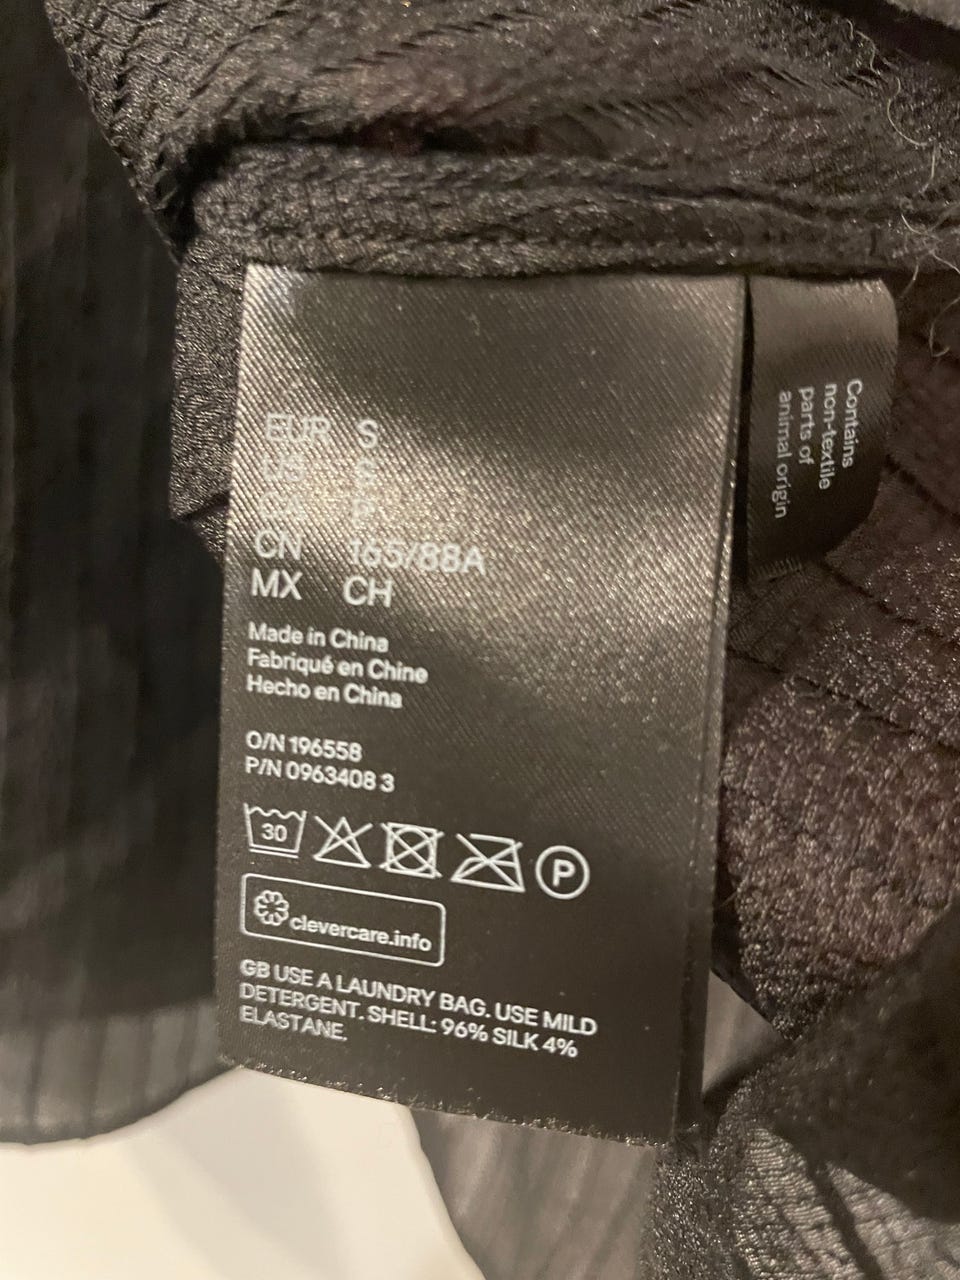 EUR S
US S
CA P
CN 165/88A
MX CH
Made in China
Fabriqué en Chine
Hecho en China
O/N 196558
P/N 0963408 3
30
P
clevercare.info
GB USE A LAUNDRY BAG. USE MILD
DETERGENT. SHELL: 96% SILK 4%
ELASTANE.
Contains
non-textile
parts of
animal origin